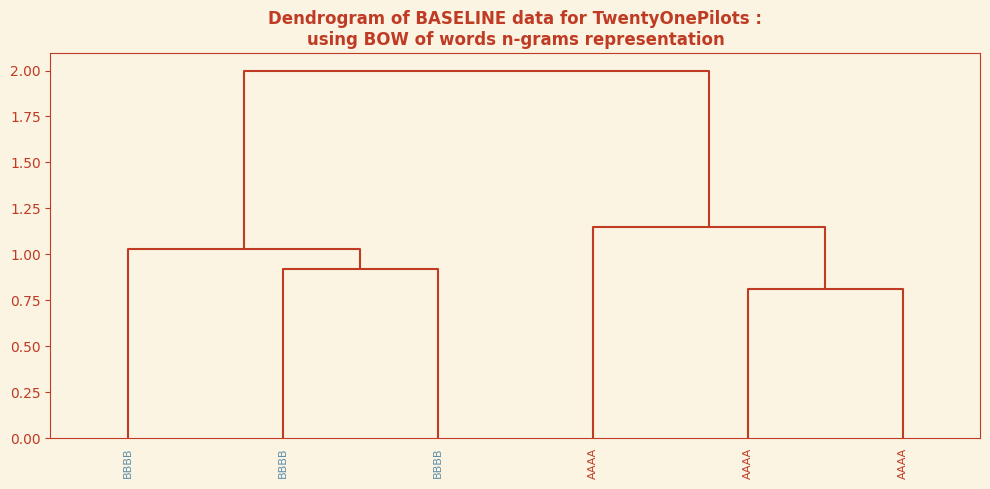 Dendrogram of BASELINE data for TwentyOnePilots :
using BOW of words n-grams representation
2.00
1.75
1.50
1.25
1.00
0.75
0.50
0.25
0.00
BBBB
BBBB
BBBB
AAAA
AAAA
AAAA